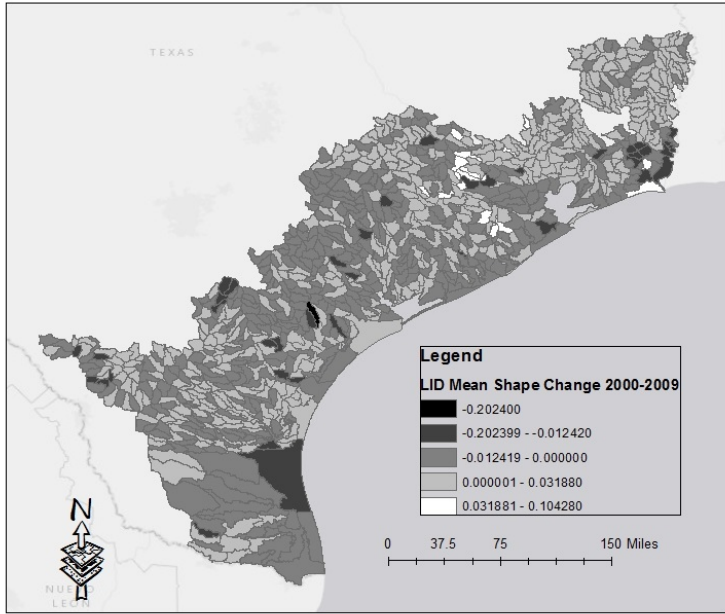 TEXAS
Legend
LID Mean Shape Change 2000-2009
-0.202400
-0.202399 - -0.012420
-0.012419 - 0.000000
0.000001 - 0.031880
0.031881 - 0.104280
N
0 37.5 75 150 Miles
NUEVO
LEON